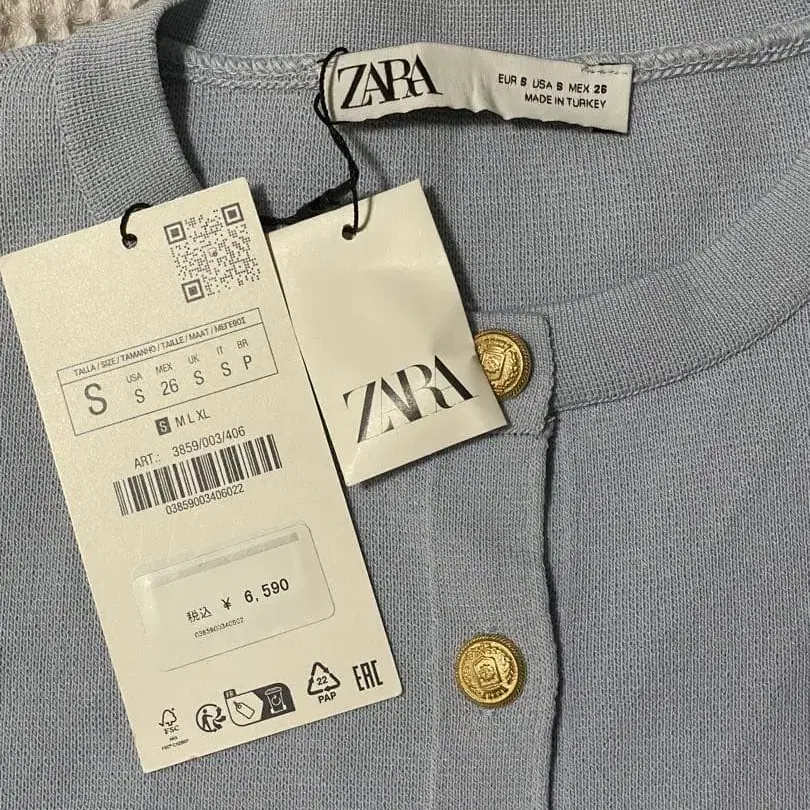 ZARA
EUR S USA S MEX 26
MADE IN TURKEY
TALLA / SIZE / TAMANHO / TAILLE / MAAT / ΜΕΓΕΘΟΣ
S
USA MEX UK IT BR
S 26 S S P
S M L XL
ART.: 3859/003/406
03859003406022
税込 ¥ 6,590
ZARA
FSC
FR
22
PAP
EAC